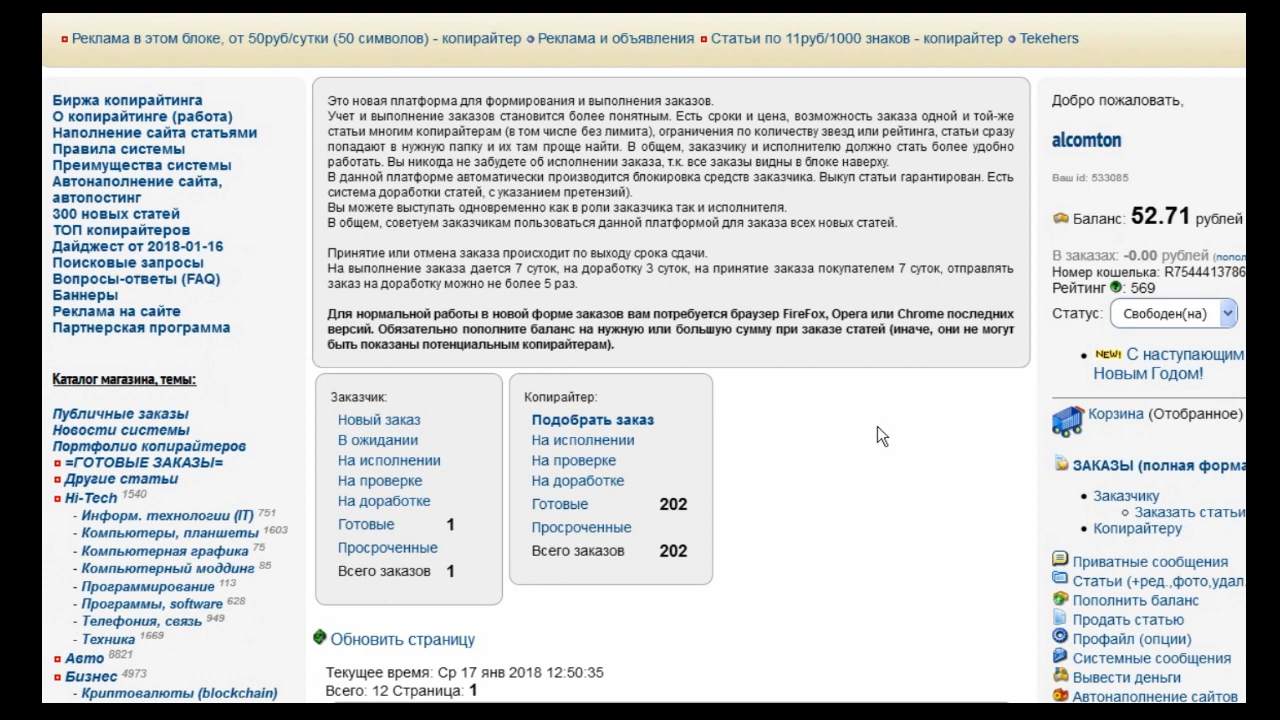 Реклама в этом блоке, от 50руб/сутки (50 символов) - копирайтер Реклама и объявления Статьи по 11руб/1000 знаков - копирайтер Tekehers
Биржа копирайтинга
О копирайтинге (работа)
Наполнение сайта статьями
Правила системы
Преимущества системы
Автонаполнение сайта,
автопостинг
300 новых статей
ТОП копирайтеров
Дайджест от 2018-01-16
Поисковые запросы
Вопросы-ответы (FAQ)
Баннеры
Реклама на сайте
Партнерская программа
Каталог магазина, темы:
Публичные заказы
Новости системы
Портфолио копирайтеров
=ГОТОВЫЕ ЗАКАЗЫ=
Другие статьи
Hi-Tech 1540
- Информ. технологии (IT) 751
- Компьютеры, планшеты 1603
- Компьютерная графика 75
- Компьютерный моддинг 85
- Программирование 113
- Программы, software 628
- Телефония, связь 949
- Техника 1669
Авто 8821
Бизнес 4973
- Криптовалюты (blockchain)
Это новая платформа для формирования и выполнения заказов.
Учет и выполнение заказов становится более понятным. Есть сроки и цена, возможность заказа одной и той-же
статьи многим копирайтерам (в том числе без лимита), ограничения по количеству звезд или рейтинга, статьи сразу
попадают в нужную папку и их там проще найти. В общем, заказчику и исполнителю должно стать более удобно
работать. Вы никогда не забудете об исполнении заказа, т.к. все заказы видны в блоке наверху.
В данной платформе автоматически производится блокировка средств заказчика. Выкуп статьи гарантирован. Есть
система доработки статей, с указанием претензий).
Вы можете выступать одновременно как в роли заказчика так и исполнителя.
В общем, советуем заказчикам пользоваться данной платформой для заказа всех новых статей.
Принятие или отмена заказа происходит по выходу срока сдачи.
На выполнение заказа дается 7 суток, на доработку 3 суток, на принятие заказа покупателем 7 суток, отправлять
заказ на доработку можно не более 5 раз.
Для нормальной работы в новой форме заказов вам потребуется браузер FireFox, Opera или Chrome последних
версий. Обязательно пополните баланс на нужную или большую сумму при заказе статей (иначе, они не могут
быть показаны потенциальным копирайтерам).
Заказчик:
Новый заказ
В ожидании
На исполнении
На проверке
На доработке
Готовые 1
Просроченные
Всего заказов 1
Копирайтер:
Подобрать заказ
На исполнении
На проверке
На доработке
Готовые 202
Просроченные
Всего заказов 202
Обновить страницу
Текущее время: Ср 17 янв 2018 12:50:35
Всего: 12 Страница: 1
Добро пожаловать,
alcomton
Ваш id: 533085
Баланс: 52.71 рублей
В заказах: -0.00 рублей (попол
Номер кошелька: R7544413786
Рейтинг: 569
Статус: Свободен(на)
NEW! С наступающим
Новым Годом!
Корзина (Отобранное)
ЗАКАЗЫ (полная форма
Заказчику
Заказать статьи
Копирайтеру
Приватные сообщения
Статьи (+ред.,фото,удал.
Пополнить баланс
Продать статью
Профайл (опции)
Системные сообщения
Вывести деньги
Автонаполнение сайтов